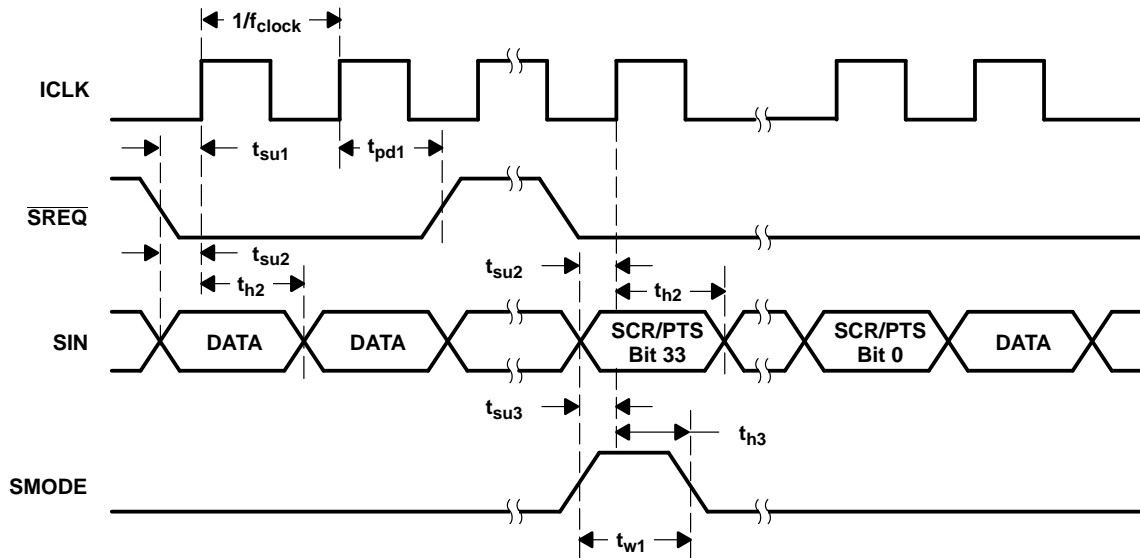 1/fclock
ICLK
tsu1
tpd1
SREQ
tsu2
th2
tsu2
th2
SIN
DATA
DATA
SCR/PTS
Bit 33
SCR/PTS
Bit 0
DATA
tsu3
th3
SMODE
tw1